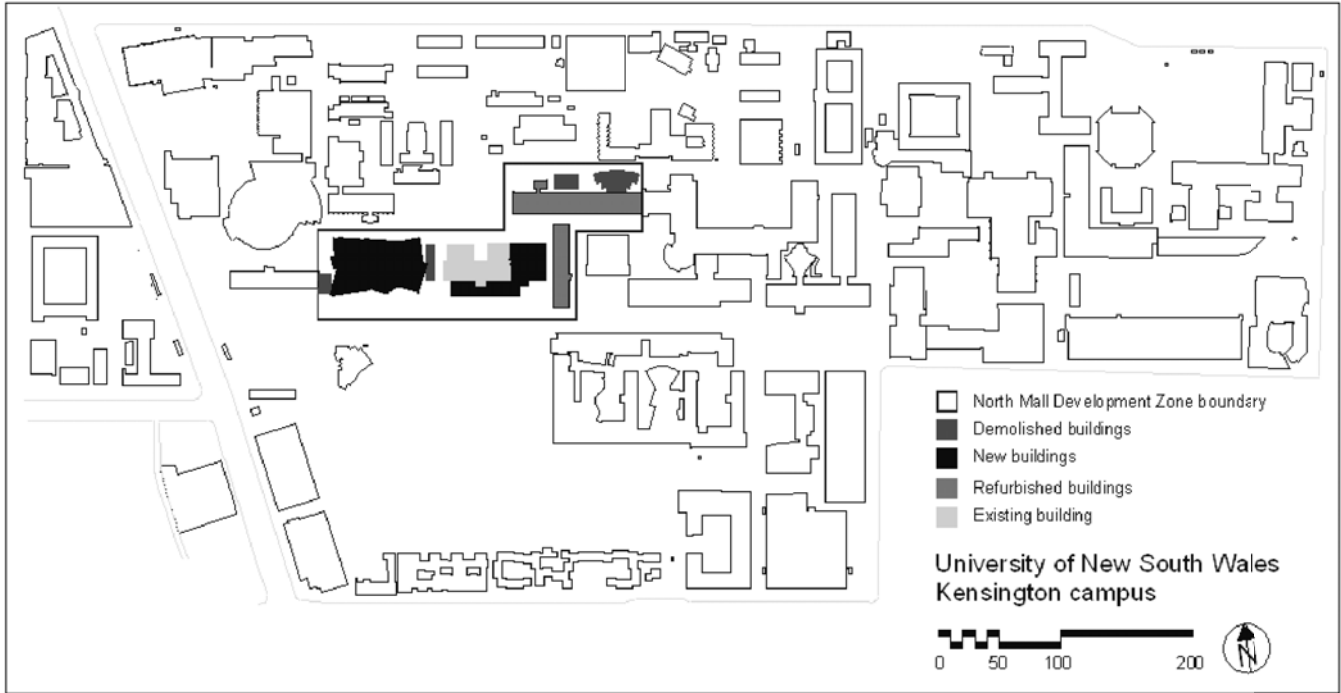 North Mall Development Zone boundary
Demolished buildings
New buildings
Refurbished buildings
Existing building
University of New South Wales
Kensington campus
0 50 100 200
N